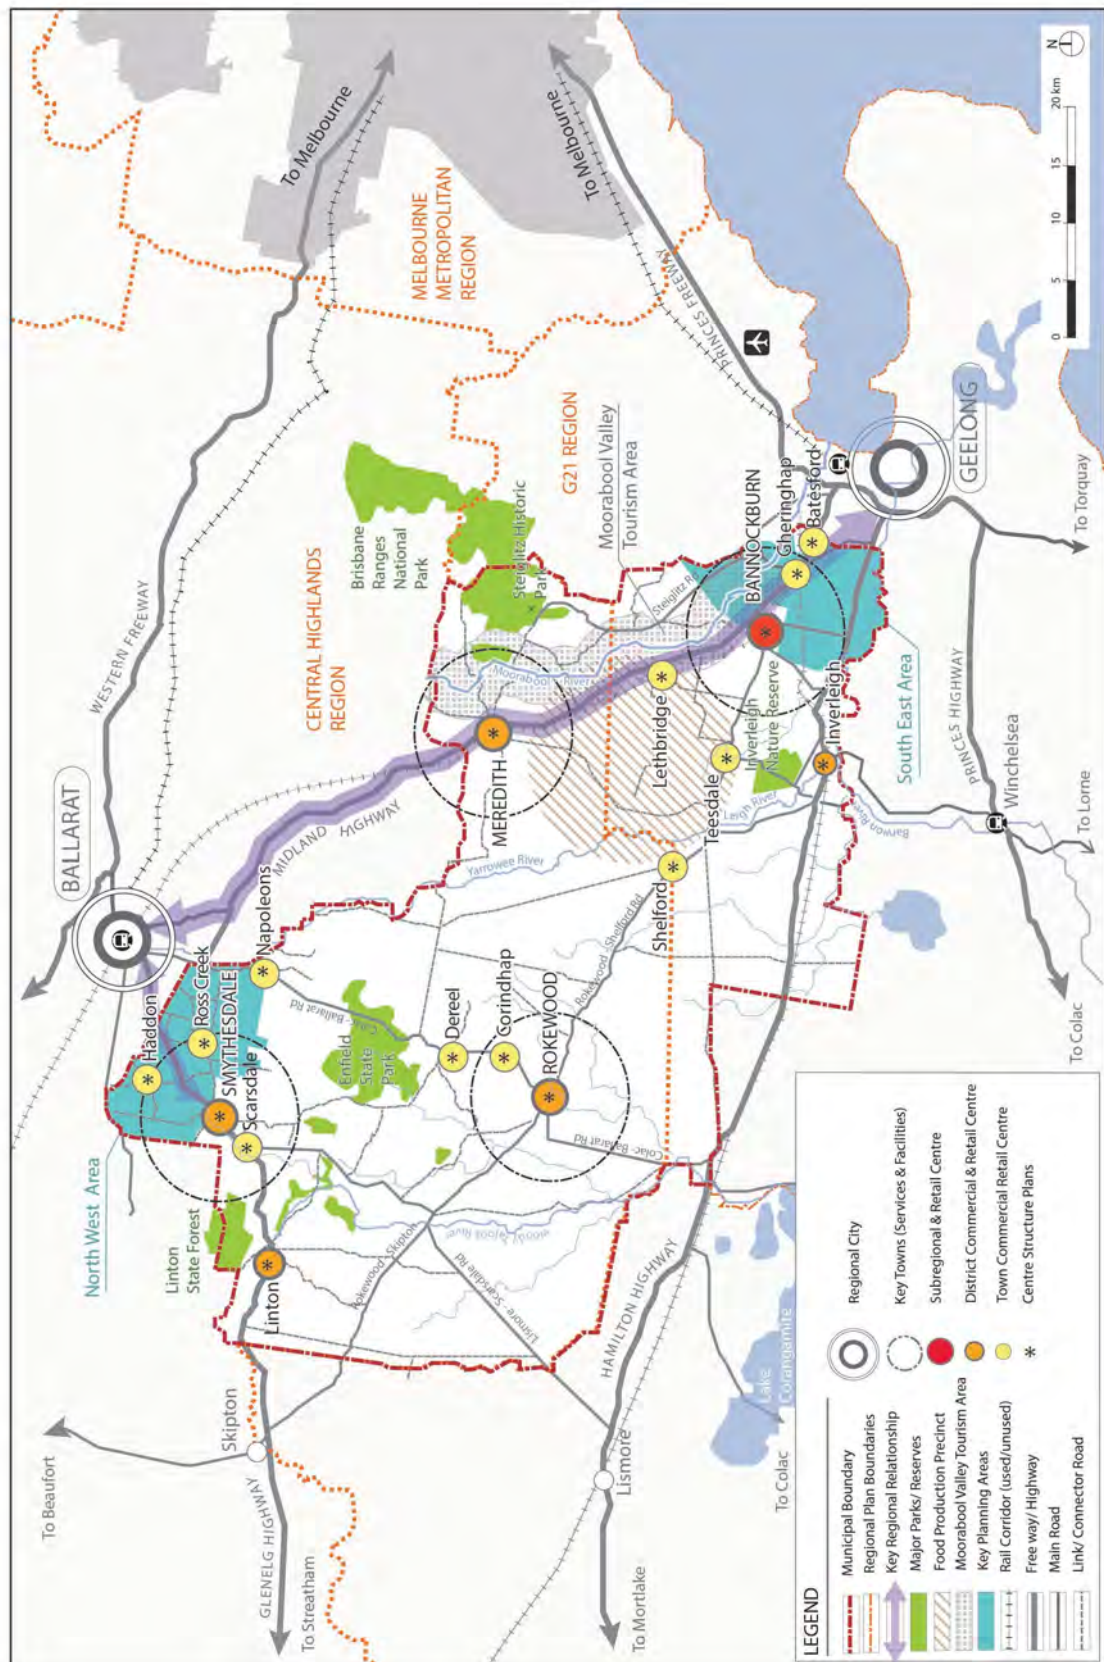 To Beaufort
To Melbourne
To Melbourne
BALLARAT
WESTERN FREEWAY
MELBOURNE
METROPOLITAN
REGION
PRINCES FREEWAY
N
0
5
10
15
20 km
CENTRAL HIGHLANDS
REGION
Brisbane
Ranges
National
Park
Steiglitz Historic
Park
G21 REGION
Moorabool Valley
Tourism Area
MIDLAND HIGHWAY
North West Area
Haddon
Ross Creek
SMYTHESDALE
Scarsdale
Napoleons
Linton
State Forest
Linton
Skipton
GLENELG HIGHWAY
To Streatham
Enfield
State
Park
Colac- Ballarat Rd
Dereel
Corindhap
ROKEWOOD
Colac- Ballarat Rd
Rokewood - Skipton
Lismore- Scarsdale Rd
Rokewood - Shelford Rd
Yarrowee River
MEREDITH
Moorabool River
Steiglitz Rd
Lethbridge
BANNOCKBURN
Gheringhap
Batesford
GEELONG
Teesdale
Inverleigh
Nature Reserve
Leigh River
Shelford
Inverleigh
Barwon River
South East Area
PRINCES HIGHWAY
Winchelsea
To Torquay
To Lorne
To Colac
HAMILTON HIGHWAY
Lismore
To Mortlake
Lake
Corangamite
To Colac
LEGEND
Municipal Boundary
Regional Plan Boundaries
Key Regional Relationship
Major Parks/ Reserves
Food Production Precinct
Moorabool Valley Tourism Area
Key Planning Areas
Rail Corridor (used/unused)
Free way/ Highway
Main Road
Link/ Connector Road
Regional City
Key Towns (Services & Facilities)
Subregional & Retail Centre
District Commercial & Retail Centre
Town Commercial Retail Centre
Centre Structure Plans